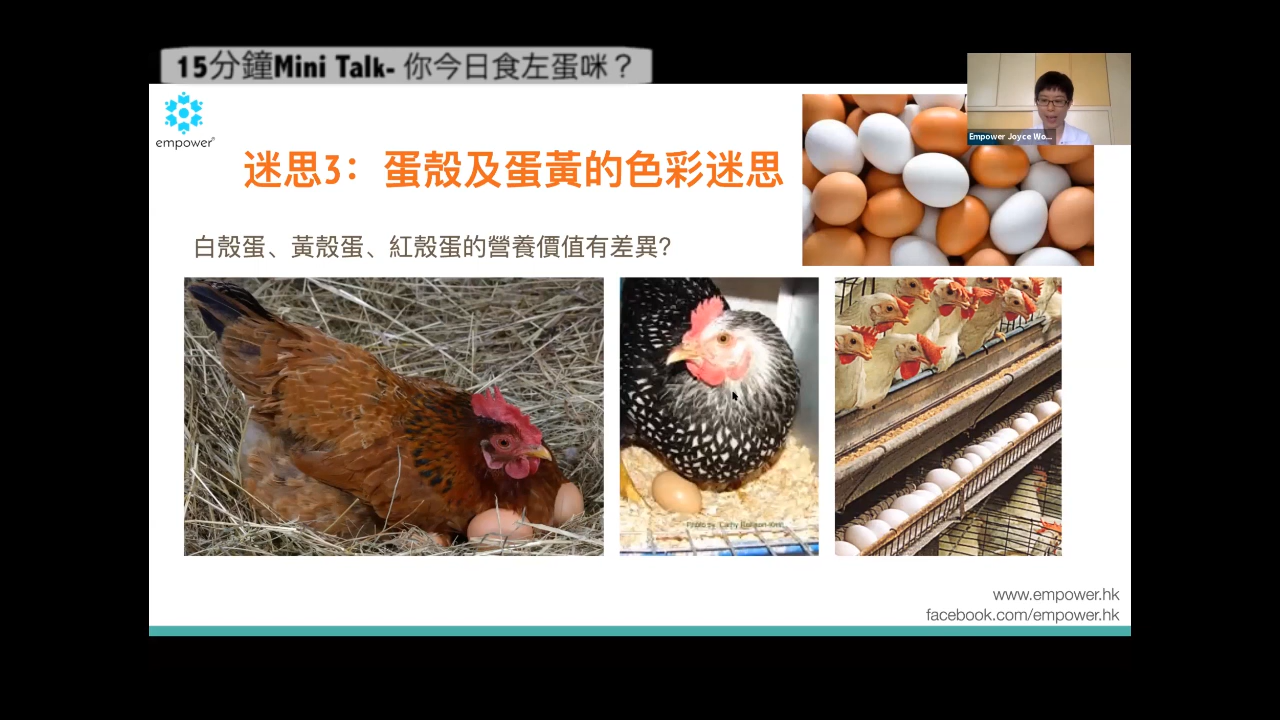 15分鐘Mini Talk- 你今日食左蛋咪？
empower
Empower Joyce Wo...
迷思3：蛋殼及蛋黃的色彩迷思
白殼蛋、黃殼蛋、紅殼蛋的營養價值有差異?
Photo by Cathy
www.empower.hk
facebook.com/empower.hk